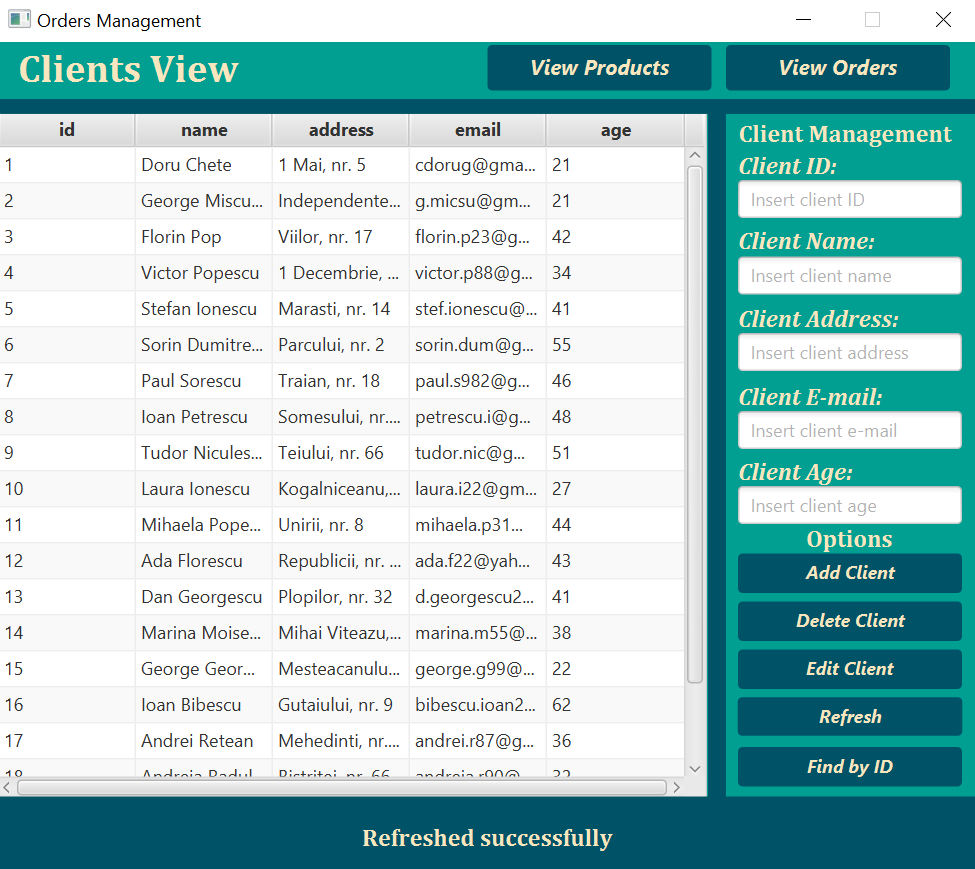 Orders Management
Clients View
View Products
View Orders
id name address email age
1 Doru Chete 1 Mai, nr. 5 cdorug@gma... 21
2 George Miscu... Independente... g.micsu@gm... 21
3 Florin Pop Viilor, nr. 17 florin.p23@g... 42
4 Victor Popescu 1 Decembrie, ... victor.p88@g... 34
5 Stefan Ionescu Marasti, nr. 14 stef.ionescu@... 41
6 Sorin Dumitre... Parcului, nr. 2 sorin.dum@g... 55
7 Paul Sorescu Traian, nr. 18 paul.s982@g... 46
8 Ioan Petrescu Somesului, nr.... petrescu.i@g... 48
9 Tudor Nicules... Teiului, nr. 66 tudor.nic@g... 51
10 Laura Ionescu Kogalniceanu,... laura.i22@gm... 27
11 Mihaela Pope... Unirii, nr. 8 mihaela.p31... 44
12 Ada Florescu Republicii, nr. ... ada.f22@yah... 43
13 Dan Georgescu Plopilor, nr. 32 d.georgescu2... 41
14 Marina Moise... Mihai Viteazu,... marina.m55@... 38
15 George Geor... Mesteacanulu... george.g99@... 22
16 Ioan Bibescu Gutaiului, nr. 9 bibescu.ioan2... 62
17 Andrei Retean Mehedinti, nr.... andrei.r87@g... 36
18 Bistritei, nr. 66 32
Client Management
Client ID:
Insert client ID
Client Name:
Insert client name
Client Address:
Insert client address
Client E-mail:
Insert client e-mail
Client Age:
Insert client age
Options
Add Client
Delete Client
Edit Client
Refresh
Find by ID
Refreshed successfully